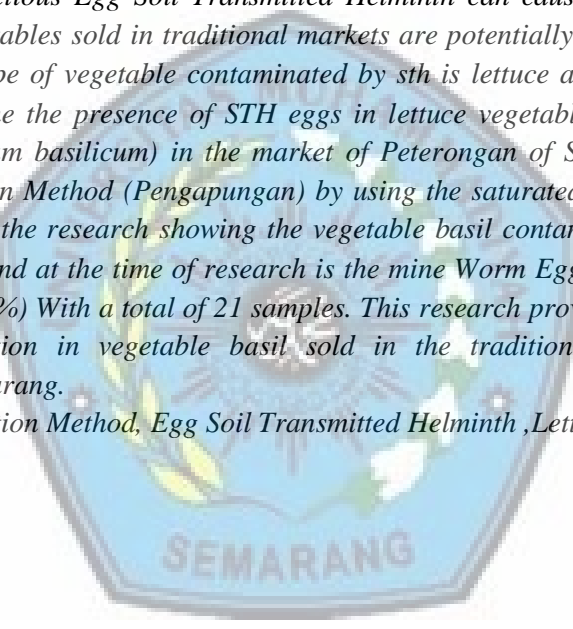 Infectious Egg Soil Transmitted Helminth can caus
ables sold in traditional markets are potentially
pe of vegetable contaminated by sth is lettuce a
e the presence of STH eggs in lettuce vegetabl
m basilicum) in the market of Peterongan of S
n Method (Pengapungan) by using the saturated
the research showing the vegetable basil contar
nd at the time of research is the mine Worm Egg
%) With a total of 21 samples. This research prov
ion in vegetable basil sold in the tradition
arang.
tion Method, Egg Soil Transmitted Helminth ,Lett
SEMARANG